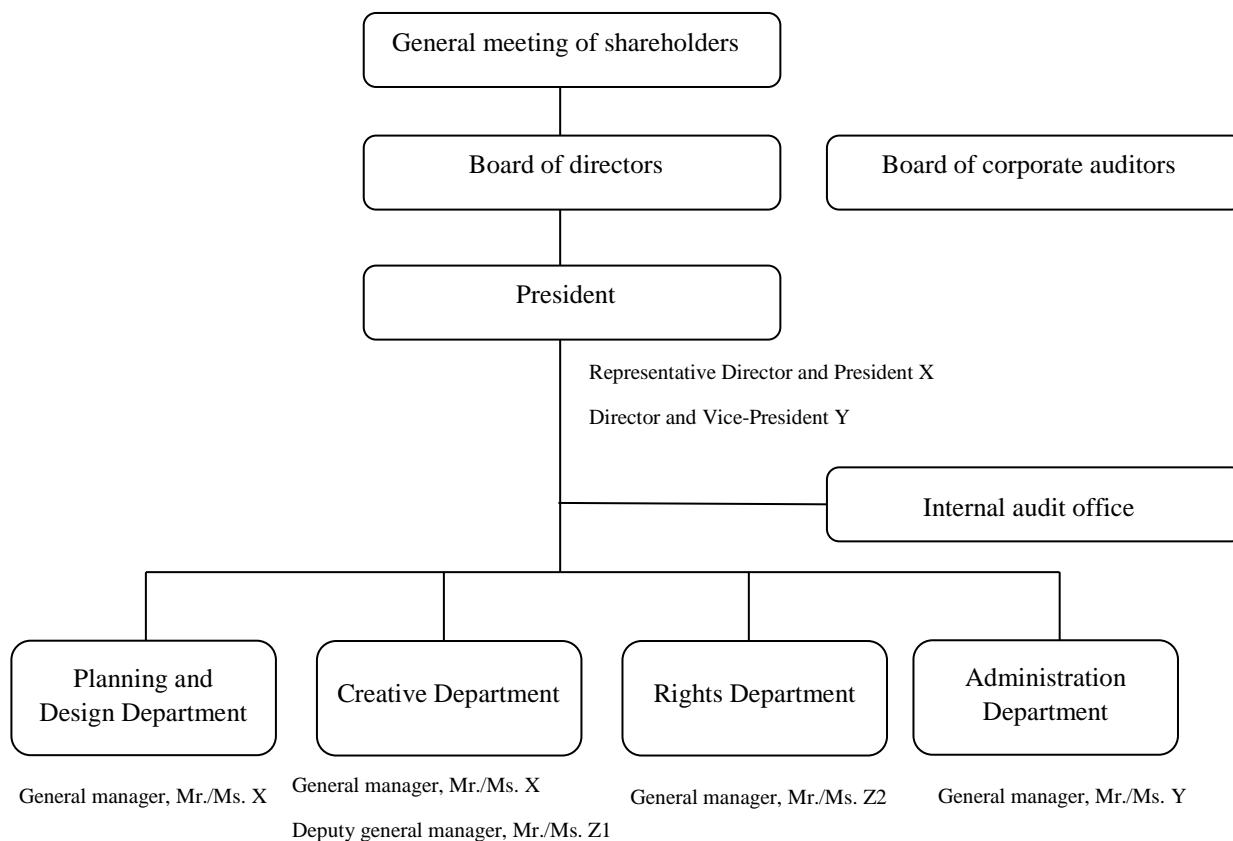 General meeting of shareholders
Board of directors
Board of corporate auditors
President
Representative Director and President X
Director and Vice-President Y
Internal audit office
Planning and
Design Department
Creative Department
Rights Department
Administration
Department
General manager, Mr./Ms. X
General manager, Mr./Ms. X
Deputy general manager, Mr./Ms. Z1
General manager, Mr./Ms. Z2
General manager, Mr./Ms. Y